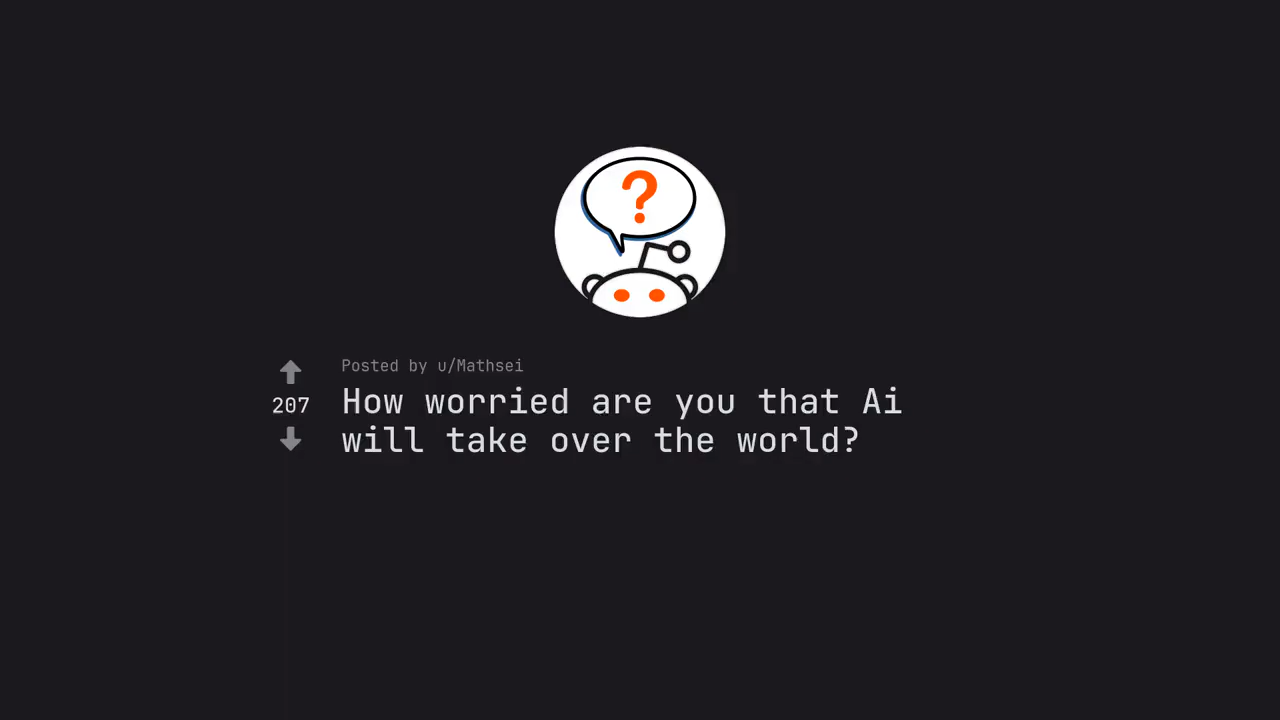 ?
Posted by u/Mathsei
207
How worried are you that Ai
will take over the world?